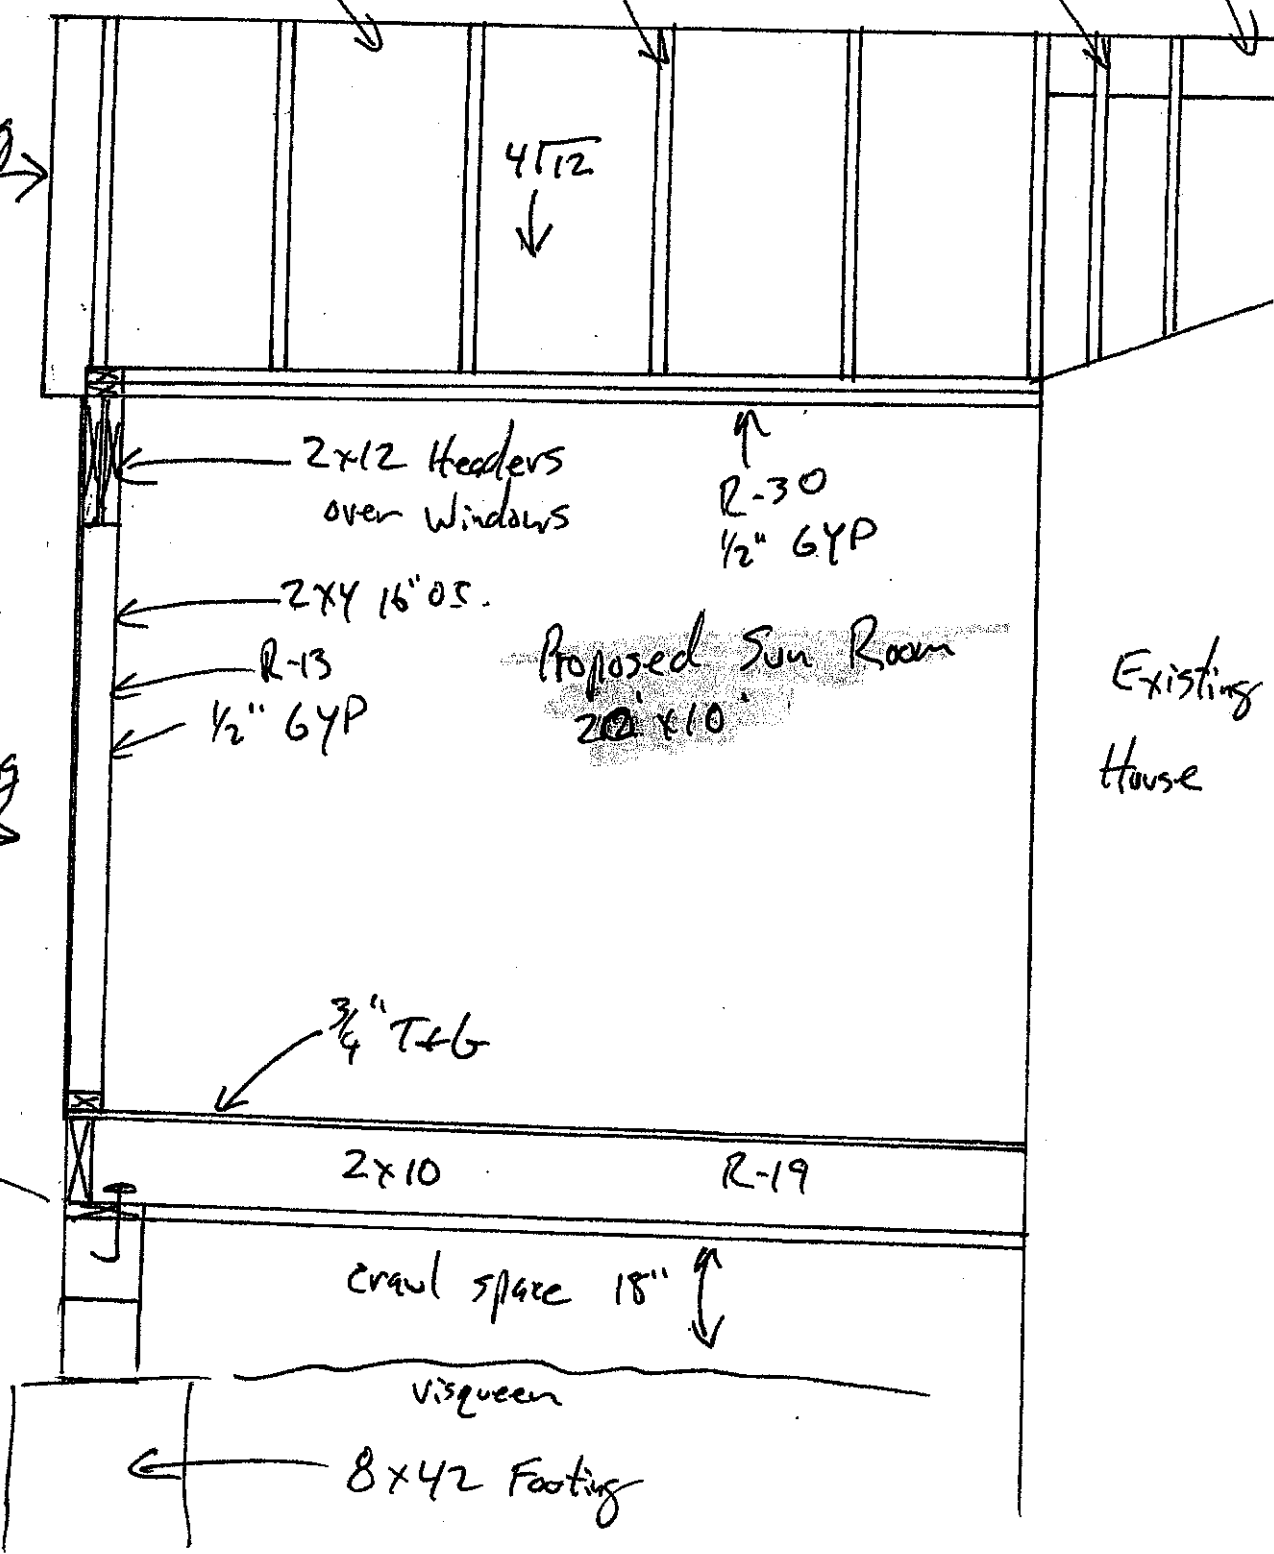 4/12
2x12 Headers
over Windows
R-30
1/2" GYP
2x4 16" OS.
R-13
1/2" GYP
Proposed Sun Room
20' x 10'
Existing
House
3/4" T&G
2x10
R-19
crawl space 18"
Visqueen
8x42 Footing